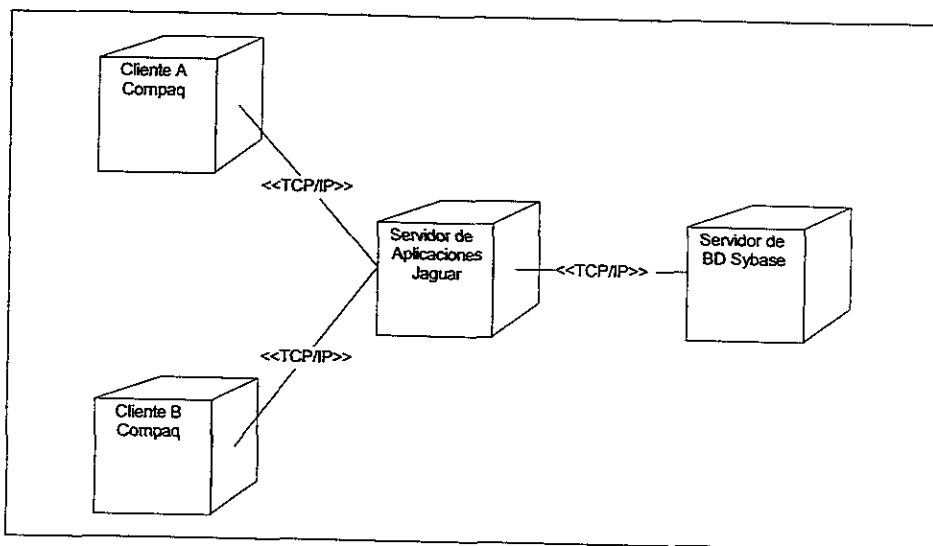 Cliente A
Compaq
<<TCP/IP>>
Servidor de
Aplicaciones
Jaguar
<<TCP/IP>>
Servidor de
BD Sybase
<<TCP/IP>>
Cliente B
Compaq